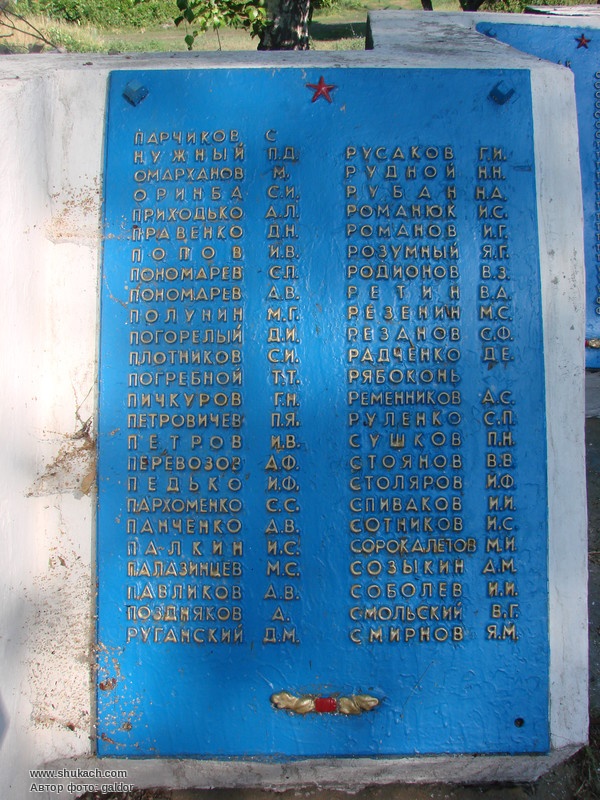 ПАРЧИКОВ С
НУЖНЫЙ П.Д.
ОМАРХАНОВ М.
ОРИНБА С.И.
ПРИХОДЬКО А.Л.
ПРАВЕНКО Д.Н.
ПОПОВ И.В.
ПОНОМАРЕВ С.П.
ПОНОМАРЕВ А.В.
ПОЛУНИН М.Г.
ПОГОРЕЛЫЙ Д.И.
ПЛОТНИКОВ С.И.
ПОГРЕБНОЙ Т.Т.
ПИЧКУРОВ Г.Н.
ПЕТРОВИЧЕВ П.Я.
ПЕТРОВ И.В.
ПЕРЕВОЗОВ А.Ф.
ПЕДЬКО И.Ф.
ПАРХОМЕНКО С.С.
ПАНЧЕНКО А.В.
ПАЛКИН И.С.
ПАЛАЗИНЦЕВ М.С.
ПАВЛИКОВ А.В.
ПОЗДНЯКОВ А.
РУГАНСКИЙ Д.М.
РУСАКОВ Г.И.
РУДНОЙ Н.Н.
РУБАН Н.А.
РОМАНЮК И.С.
РОМАНОВ И.Г.
РОЗУМНЫЙ Я.Г.
РОДИОНОВ В.З.
РЕТИН В.А.
РЕЗЕНИЧ М.С.
РЕЗАНОВ С.Ф.
РАДЧЕНКО Д.Е.
РЯБОКОНЬ
РЕМЕННИКОВ А.С.
РУЛЕНКО С.П.
СУШКОВ П.Н.
СТОЯНОВ В.В
СТОЛЯРОВ И.Ф
СПИВАКОВ И.И.
СОТНИКОВ И.С.
СОРОКАЛЕТОВ М.И.
СОЗЫКИН А.М.
СОБОЛЕВ И.И.
СМОЛЬСКИЙ В.Г.
СМИРНОВ Я.М.
www.shukach.com
Автор фото: galdor